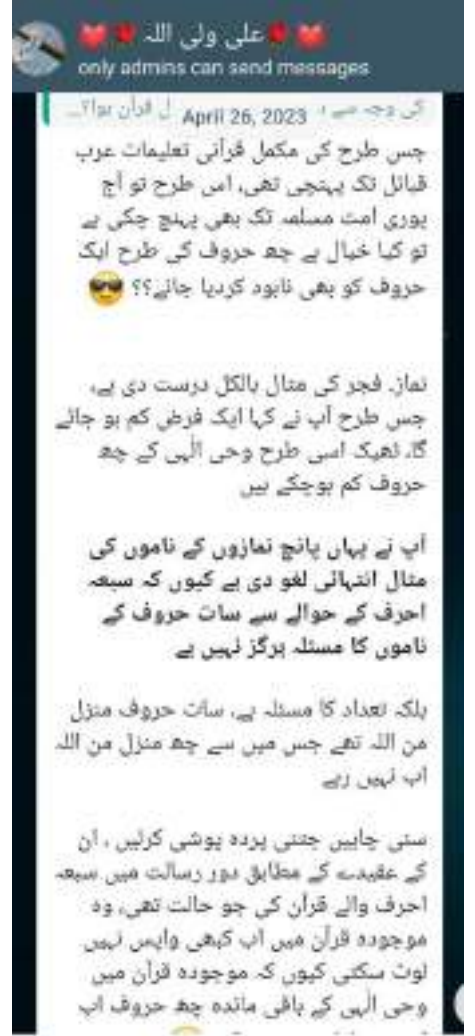 علی ولی اللہ
only admins can send messages
کی وجہ سے
ل قرآن ہوا؟...
April 26, 2023
جس طرح کی مکمل قرآنی تعلیمات عرب
قبائل تک پہنچی تھی، اس طرح تو آج
پوری امت مسلمہ تک بھی پہنچ چکی ہے
تو کیا خیال ہے چھ حروف کی طرح ایک
حروف کو بھی نابود کردیا جائے؟؟ 😎
نماز فجر کی مثال بالکل درست دی ہے،
جس طرح آپ نے کہا ایک فرض کم ہو جائے
گا، ٹھیک اسی طرح وحی الٰہی کے چھ
حروف کم ہوچکے ہیں
آپ نے یہاں پانچ نمازوں کے ناموں کی
مثال انتہائی لغو دی ہے کیوں کہ سبعہ
احرف کے حوالے سے سات حروف کے
ناموں کا مسئلہ ہرگز نہیں ہے
بلکہ تعداد کا مسئلہ ہے، سات حروف منزل
من اللہ تھے جس میں سے چھ منزل من اللہ
اب نہیں رہے
سنی چاہیں جتنی پردہ پوشی کرلیں ، ان
کے عقیدے کے مطابق دور رسالت میں سبعہ
احرف والے قرآن کی جو حالت تھی، وہ
موجودہ قرآن میں اب کبھی واپس نہیں
لوٹ سکتی کیوں کہ موجودہ قرآن میں
وحی الٰہی کے باقی ماندہ چھ حروف اب